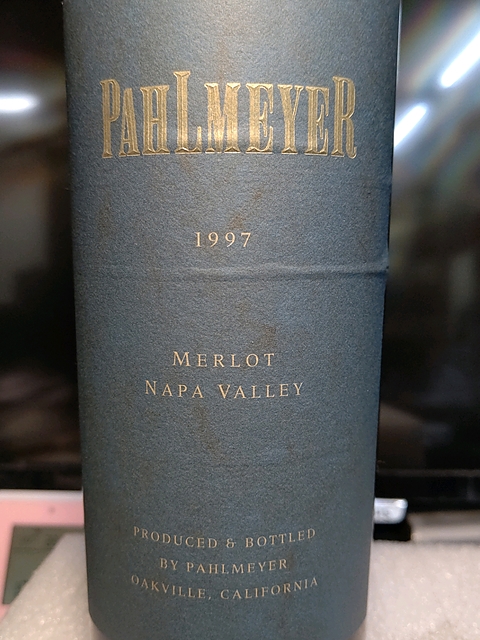 PAHLMEYER
1997
MERLOT
NAPA VALLEY
PRODUCED & BOTTLED
BY PAHLMEYER
OAKVILLE, CALIFORNIA